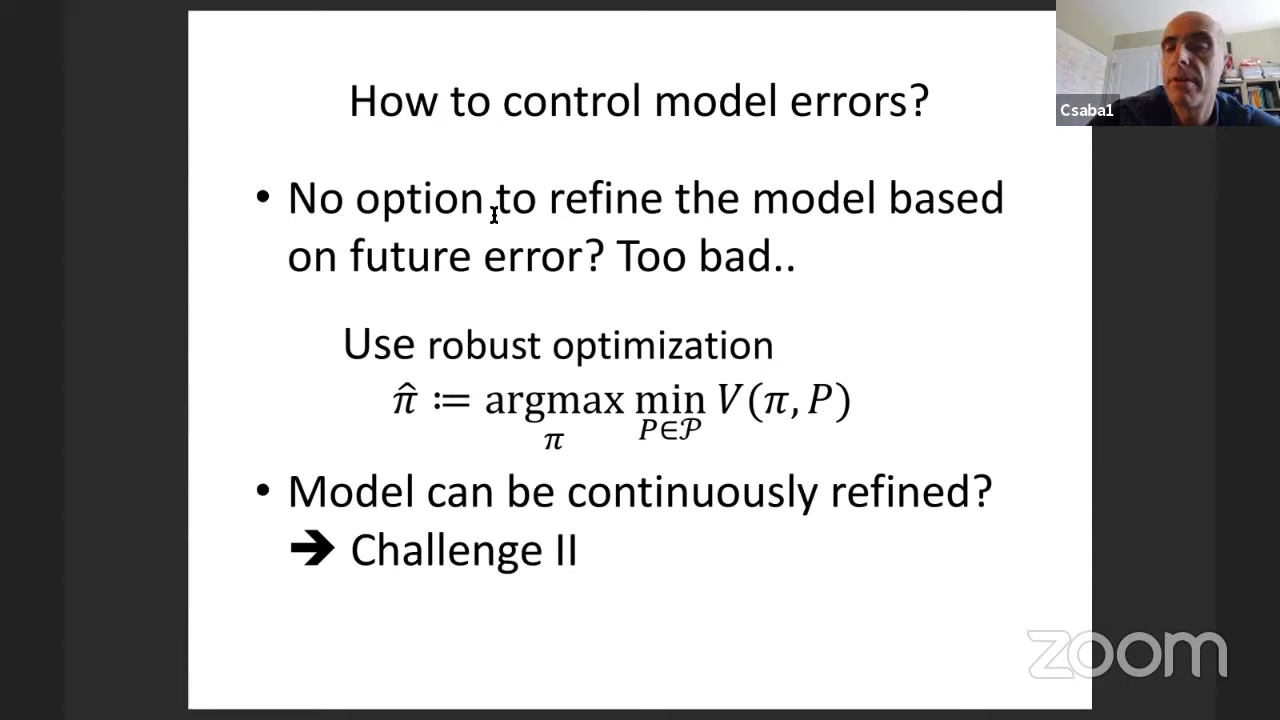 How to control model errors?
• No option to refine the model based
on future error? Too bad..
Use robust optimization
π̂ ≔ argmax min V(π, P)
π P∈𝒫
• Model can be continuously refined?
➔ Challenge II
Csaba1
zoom